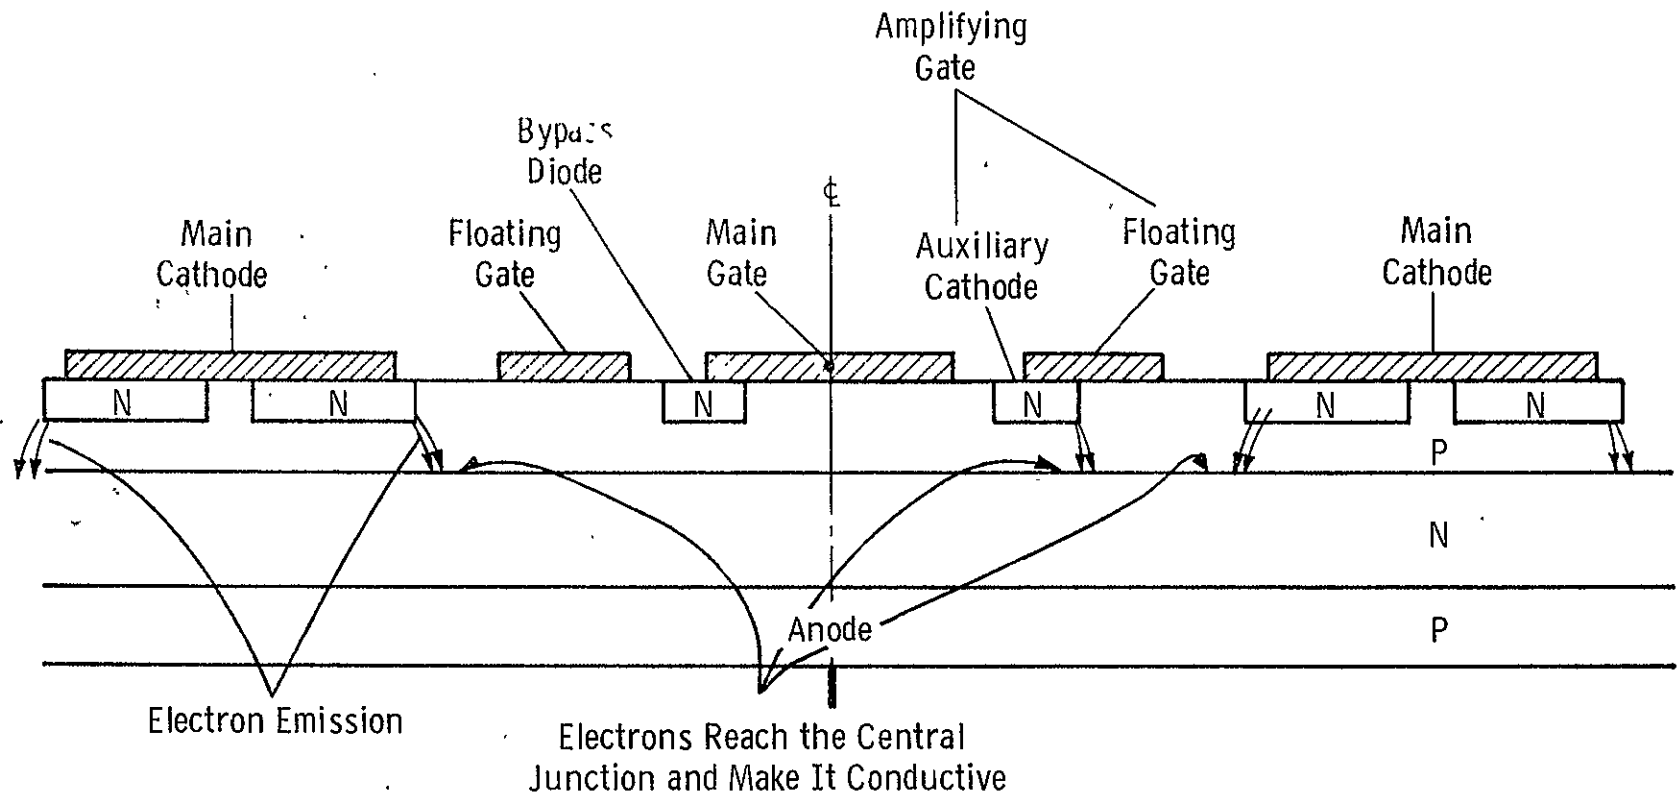 Amplifying
Gate
Bypass
Diode
℄
Main
Cathode
Floating
Gate
Main
Gate
Auxiliary
Cathode
Floating
Gate
Main
Cathode
N
N
N
N
N
N
P
N
Anode
P
Electron Emission
Electrons Reach the Central
Junction and Make It Conductive